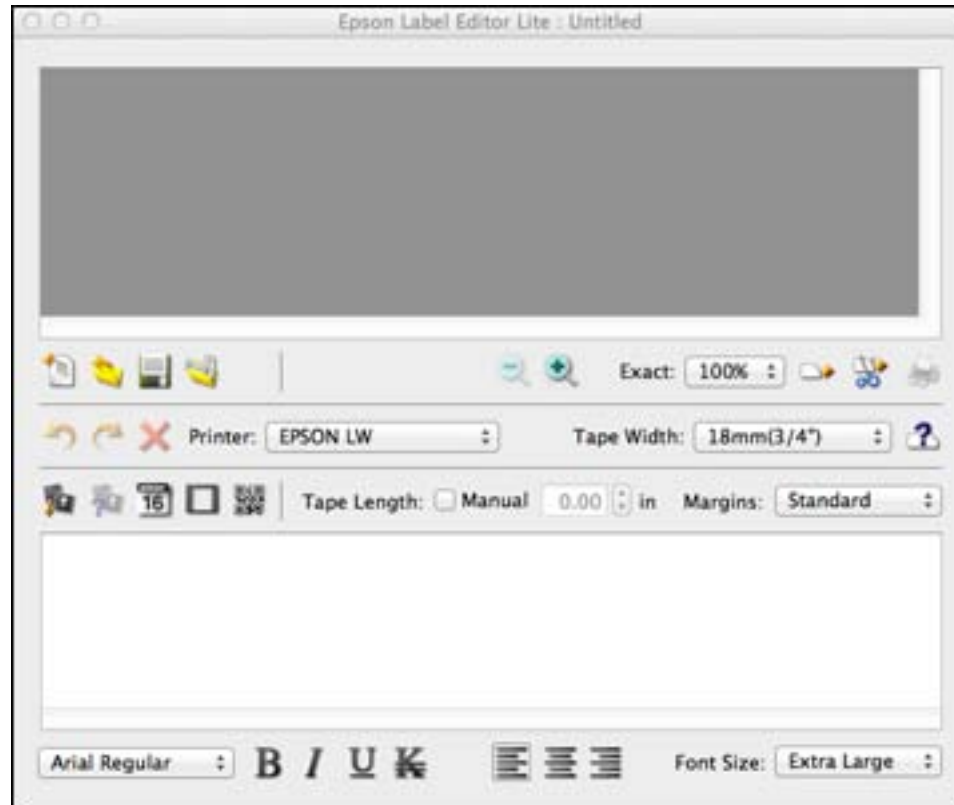 Epson Label Editor Lite : Untitled
Exact: 100%
Printer: EPSON LW Tape Width: 18mm(3/4")
16 Tape Length: Manual 0.00 in Margins: Standard
Arial Regular B I U K Font Size: Extra Large